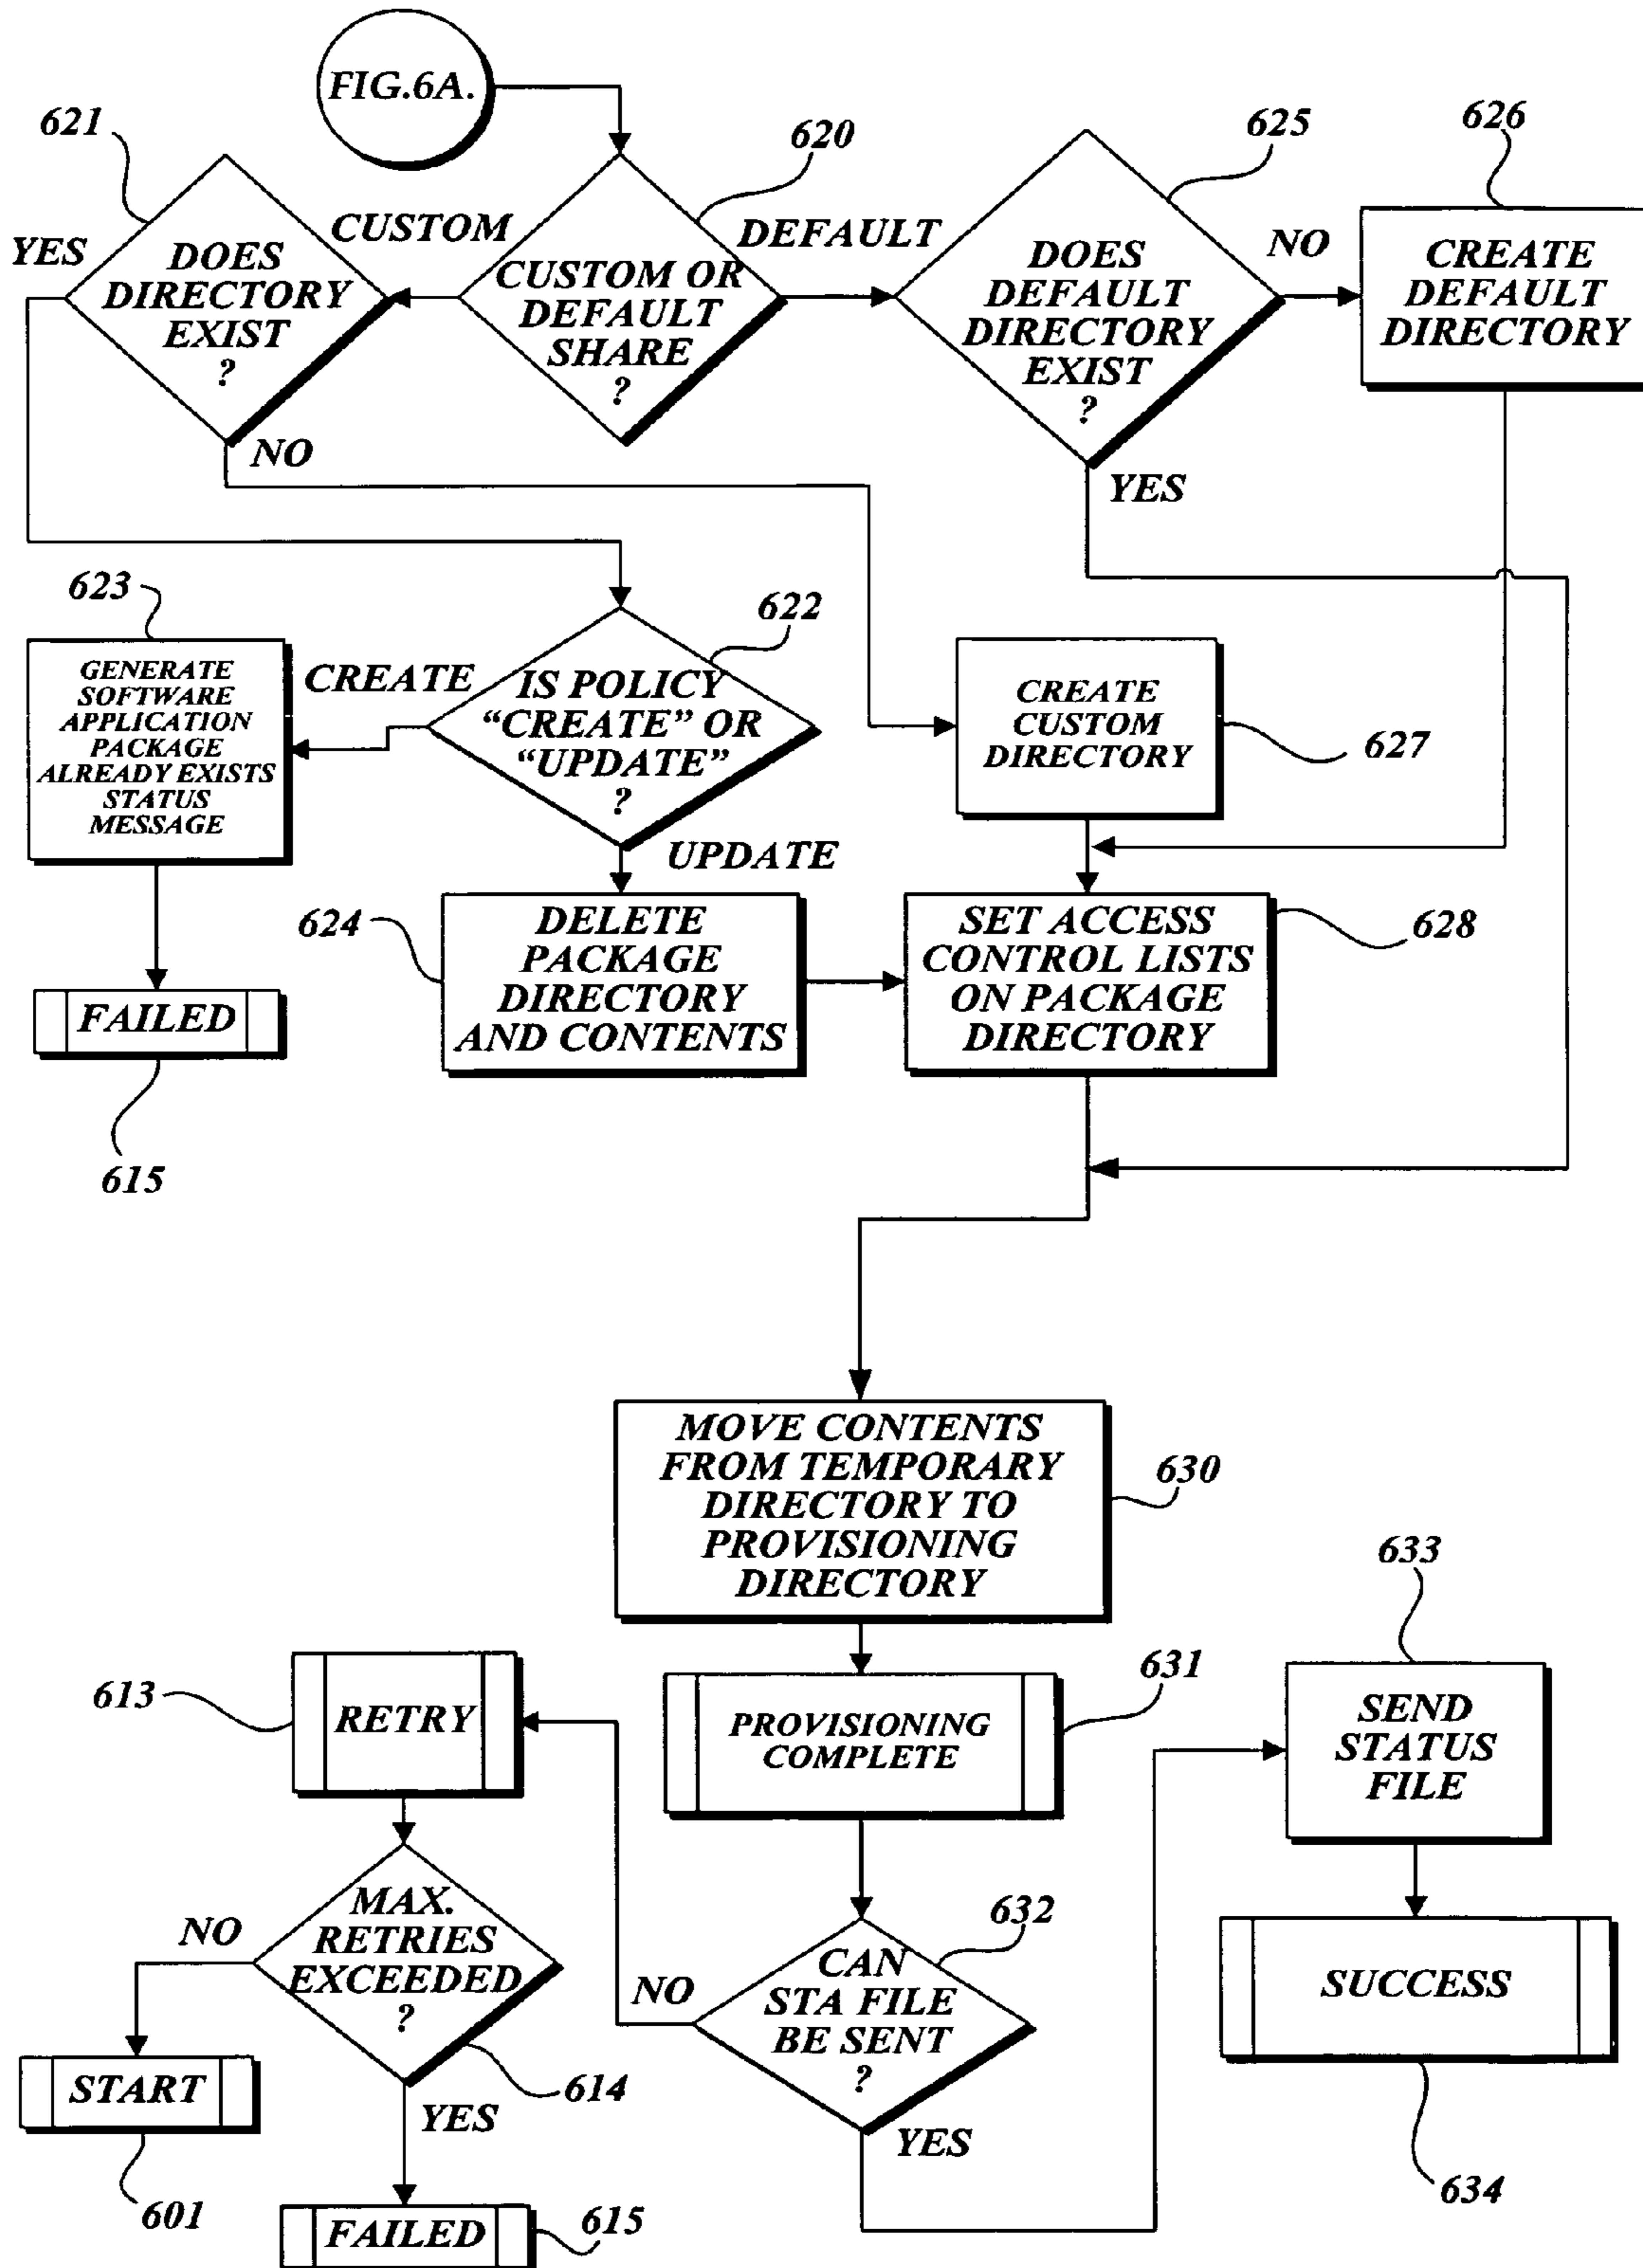 FIG.6A.
621
620
625
626
YES
CUSTOM
DEFAULT
NO
DOES
DIRECTORY
EXIST
?
CUSTOM OR
DEFAULT
SHARE
?
DOES
DEFAULT
DIRECTORY
EXIST
?
CREATE
DEFAULT
DIRECTORY
NO
YES
623
622
GENERATE
SOFTWARE
APPLICATION
PACKAGE
ALREADY EXISTS
STATUS
MESSAGE
CREATE
IS POLICY
“CREATE” OR
“UPDATE”
?
CREATE
CUSTOM
DIRECTORY
627
UPDATE
624
DELETE
PACKAGE
DIRECTORY
AND CONTENTS
SET ACCESS
CONTROL LISTS
ON PACKAGE
DIRECTORY
628
FAILED
615
MOVE CONTENTS
FROM TEMPORARY
DIRECTORY TO
PROVISIONING
DIRECTORY
630
633
613
RETRY
PROVISIONING
COMPLETE
631
SEND
STATUS
FILE
MAX.
RETRIES
EXCEEDED
?
NO
614
CAN
STA FILE
BE SENT
?
632
NO
SUCCESS
634
START
601
YES
YES
FAILED
615